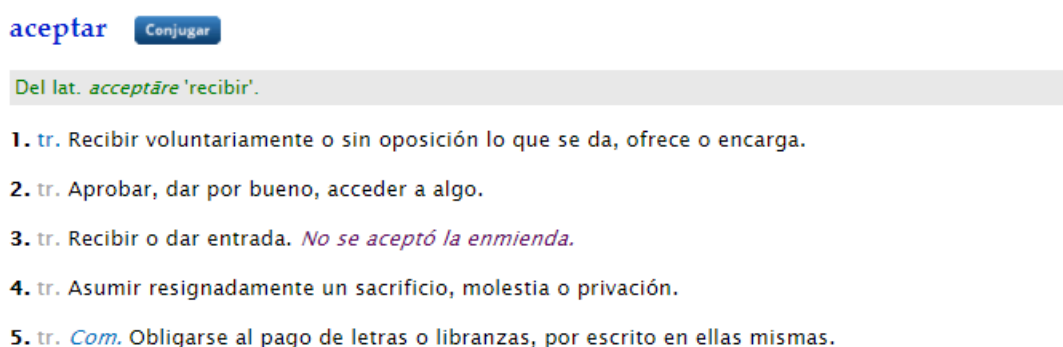 aceptar Conjugar
Del lat. acceptāre 'recibir'.
1. tr. Recibir voluntariamente o sin oposición lo que se da, ofrece o encarga.
2. tr. Aprobar, dar por bueno, acceder a algo.
3. tr. Recibir o dar entrada. No se aceptó la enmienda.
4. tr. Asumir resignadamente un sacrificio, molestia o privación.
5. tr. Com. Obligarse al pago de letras o libranzas, por escrito en ellas mismas.